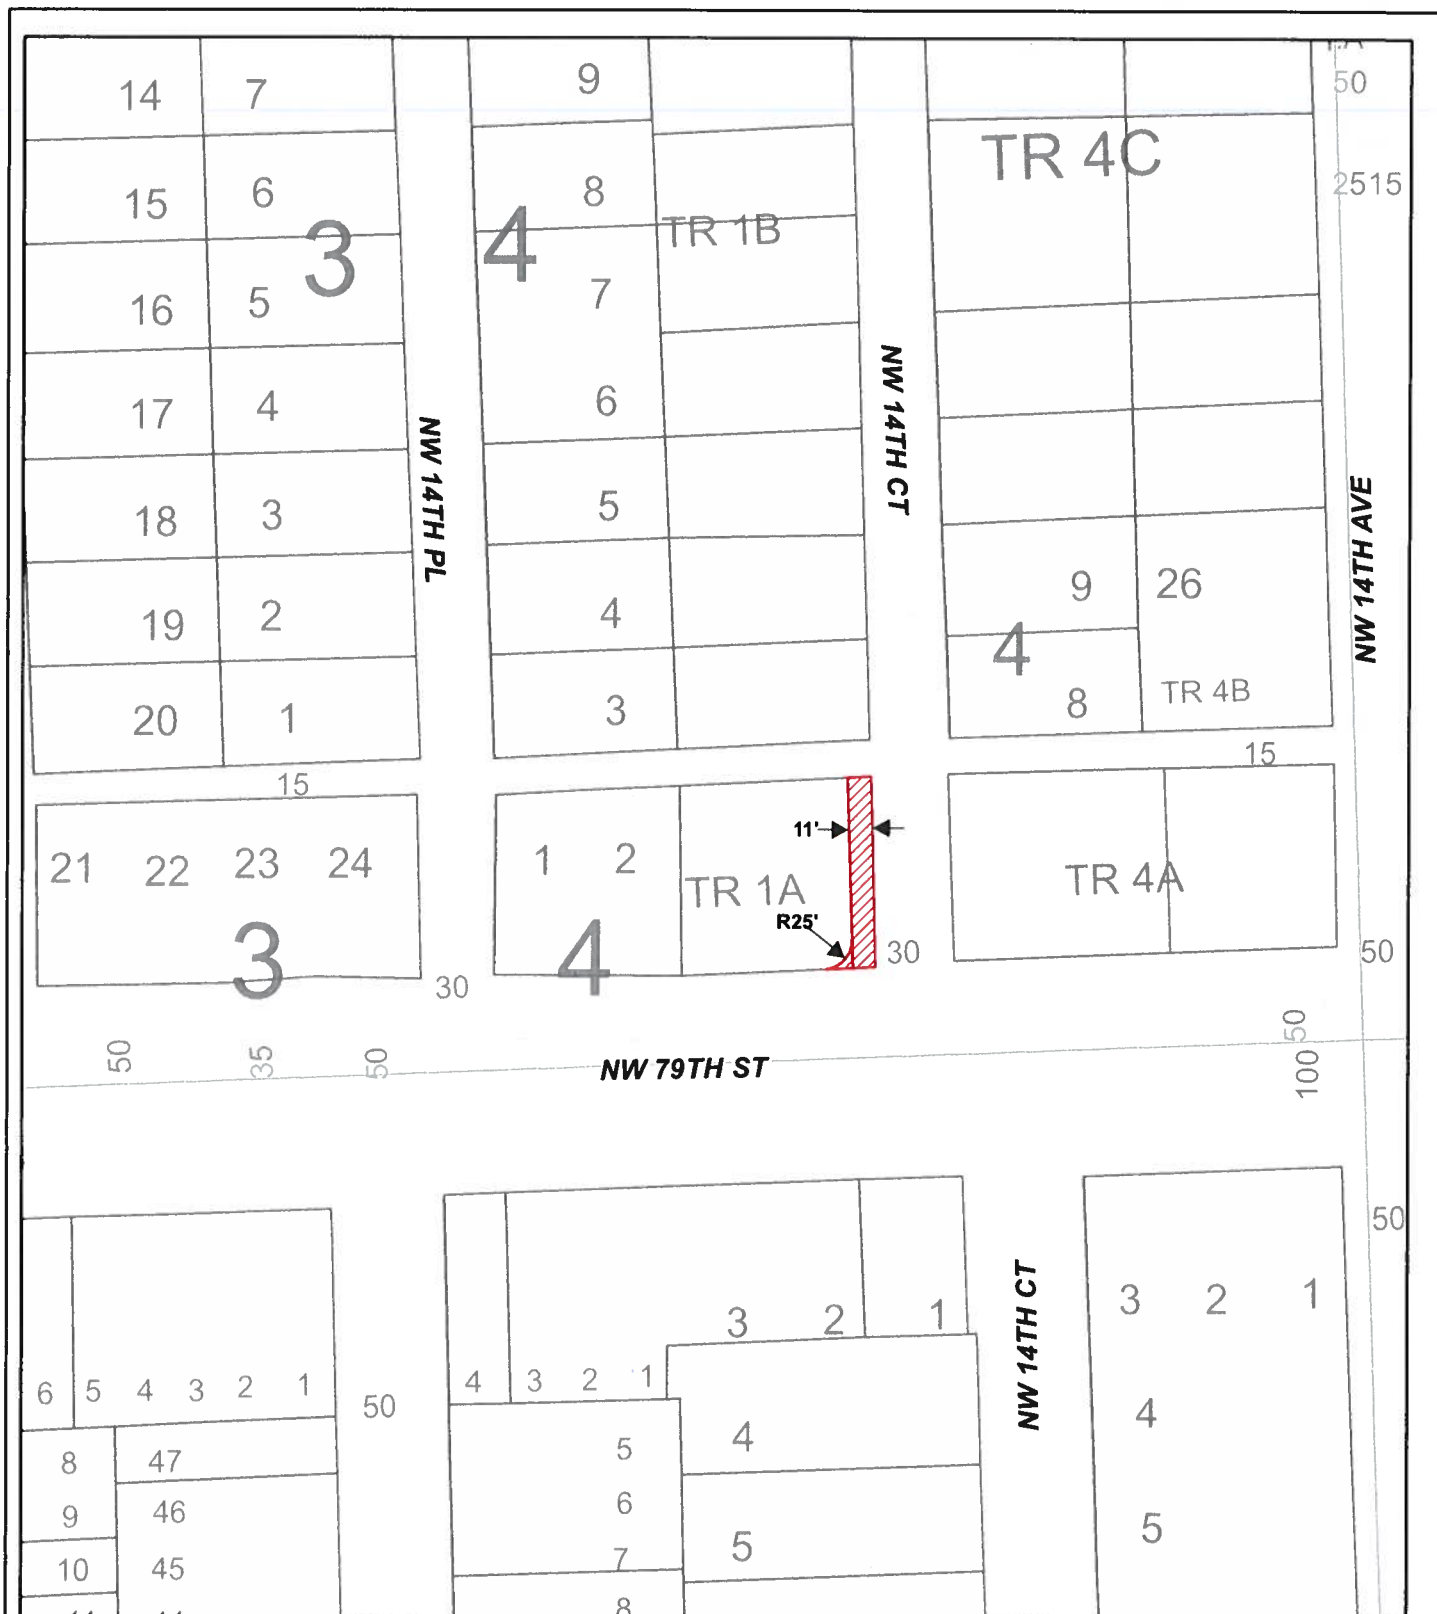 14 7 9 50
TR 4C
15 6 8 2515
3 4 TR 1B
16 5 7
17 4 6
NW 14TH PL
NW 14TH CT
NW 14TH AVE
18 3 5
19 2 4 9 26
4
20 1 3 8 TR 4B
15 15
11'
21 22 23 24 1 2 TR 1A TR 4A
R25'
3 4 30 50
30
50 35 50 NW 79TH ST 50
100
50
NW 14TH CT
3 2 1 3 2 1
6 5 4 3 2 1 50 4 3 2 1
4 4
8 47 5
9 46 6
5 5
10 45 7
8